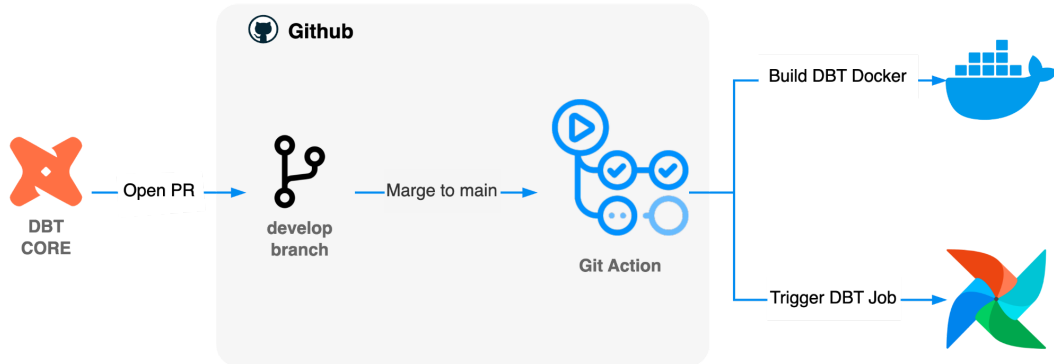 Github
Build DBT Docker
Open PR
Marge to main
DBT
CORE
develop
branch
Git Action
Trigger DBT Job